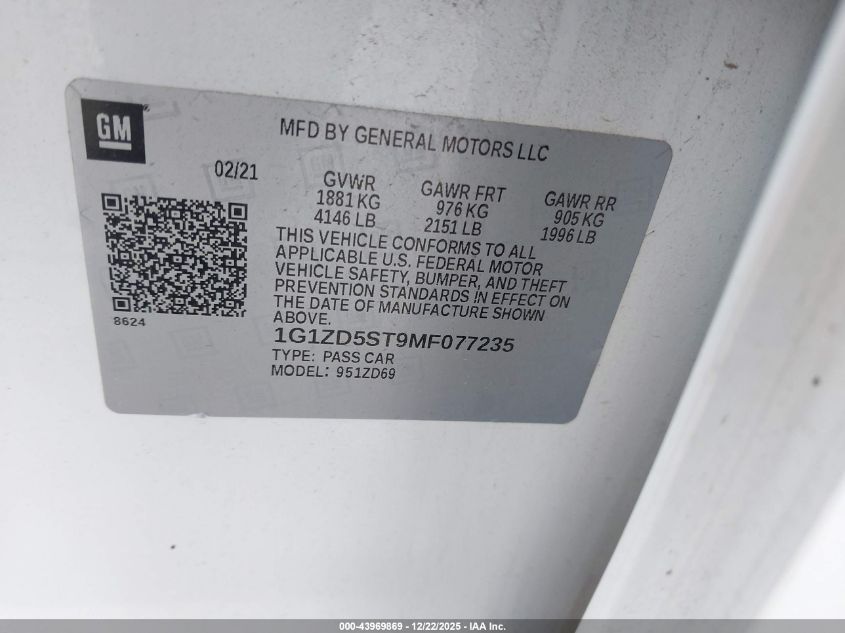 GM
MFD BY GENERAL MOTORS LLC
02/21
GVWR
1881 KG
4146 LB
GAWR FRT
976 KG
2151 LB
GAWR RR
905 KG
1996 LB
THIS VEHICLE CONFORMS TO ALL
APPLICABLE U.S. FEDERAL MOTOR
VEHICLE SAFETY, BUMPER, AND THEFT
PREVENTION STANDARDS IN EFFECT ON
THE DATE OF MANUFACTURE SHOWN
ABOVE.
8624
1G1ZD5ST9MF077235
TYPE: PASS CAR
MODEL: 951ZD69
000-43969869 - 12/22/2025 - IAA Inc.